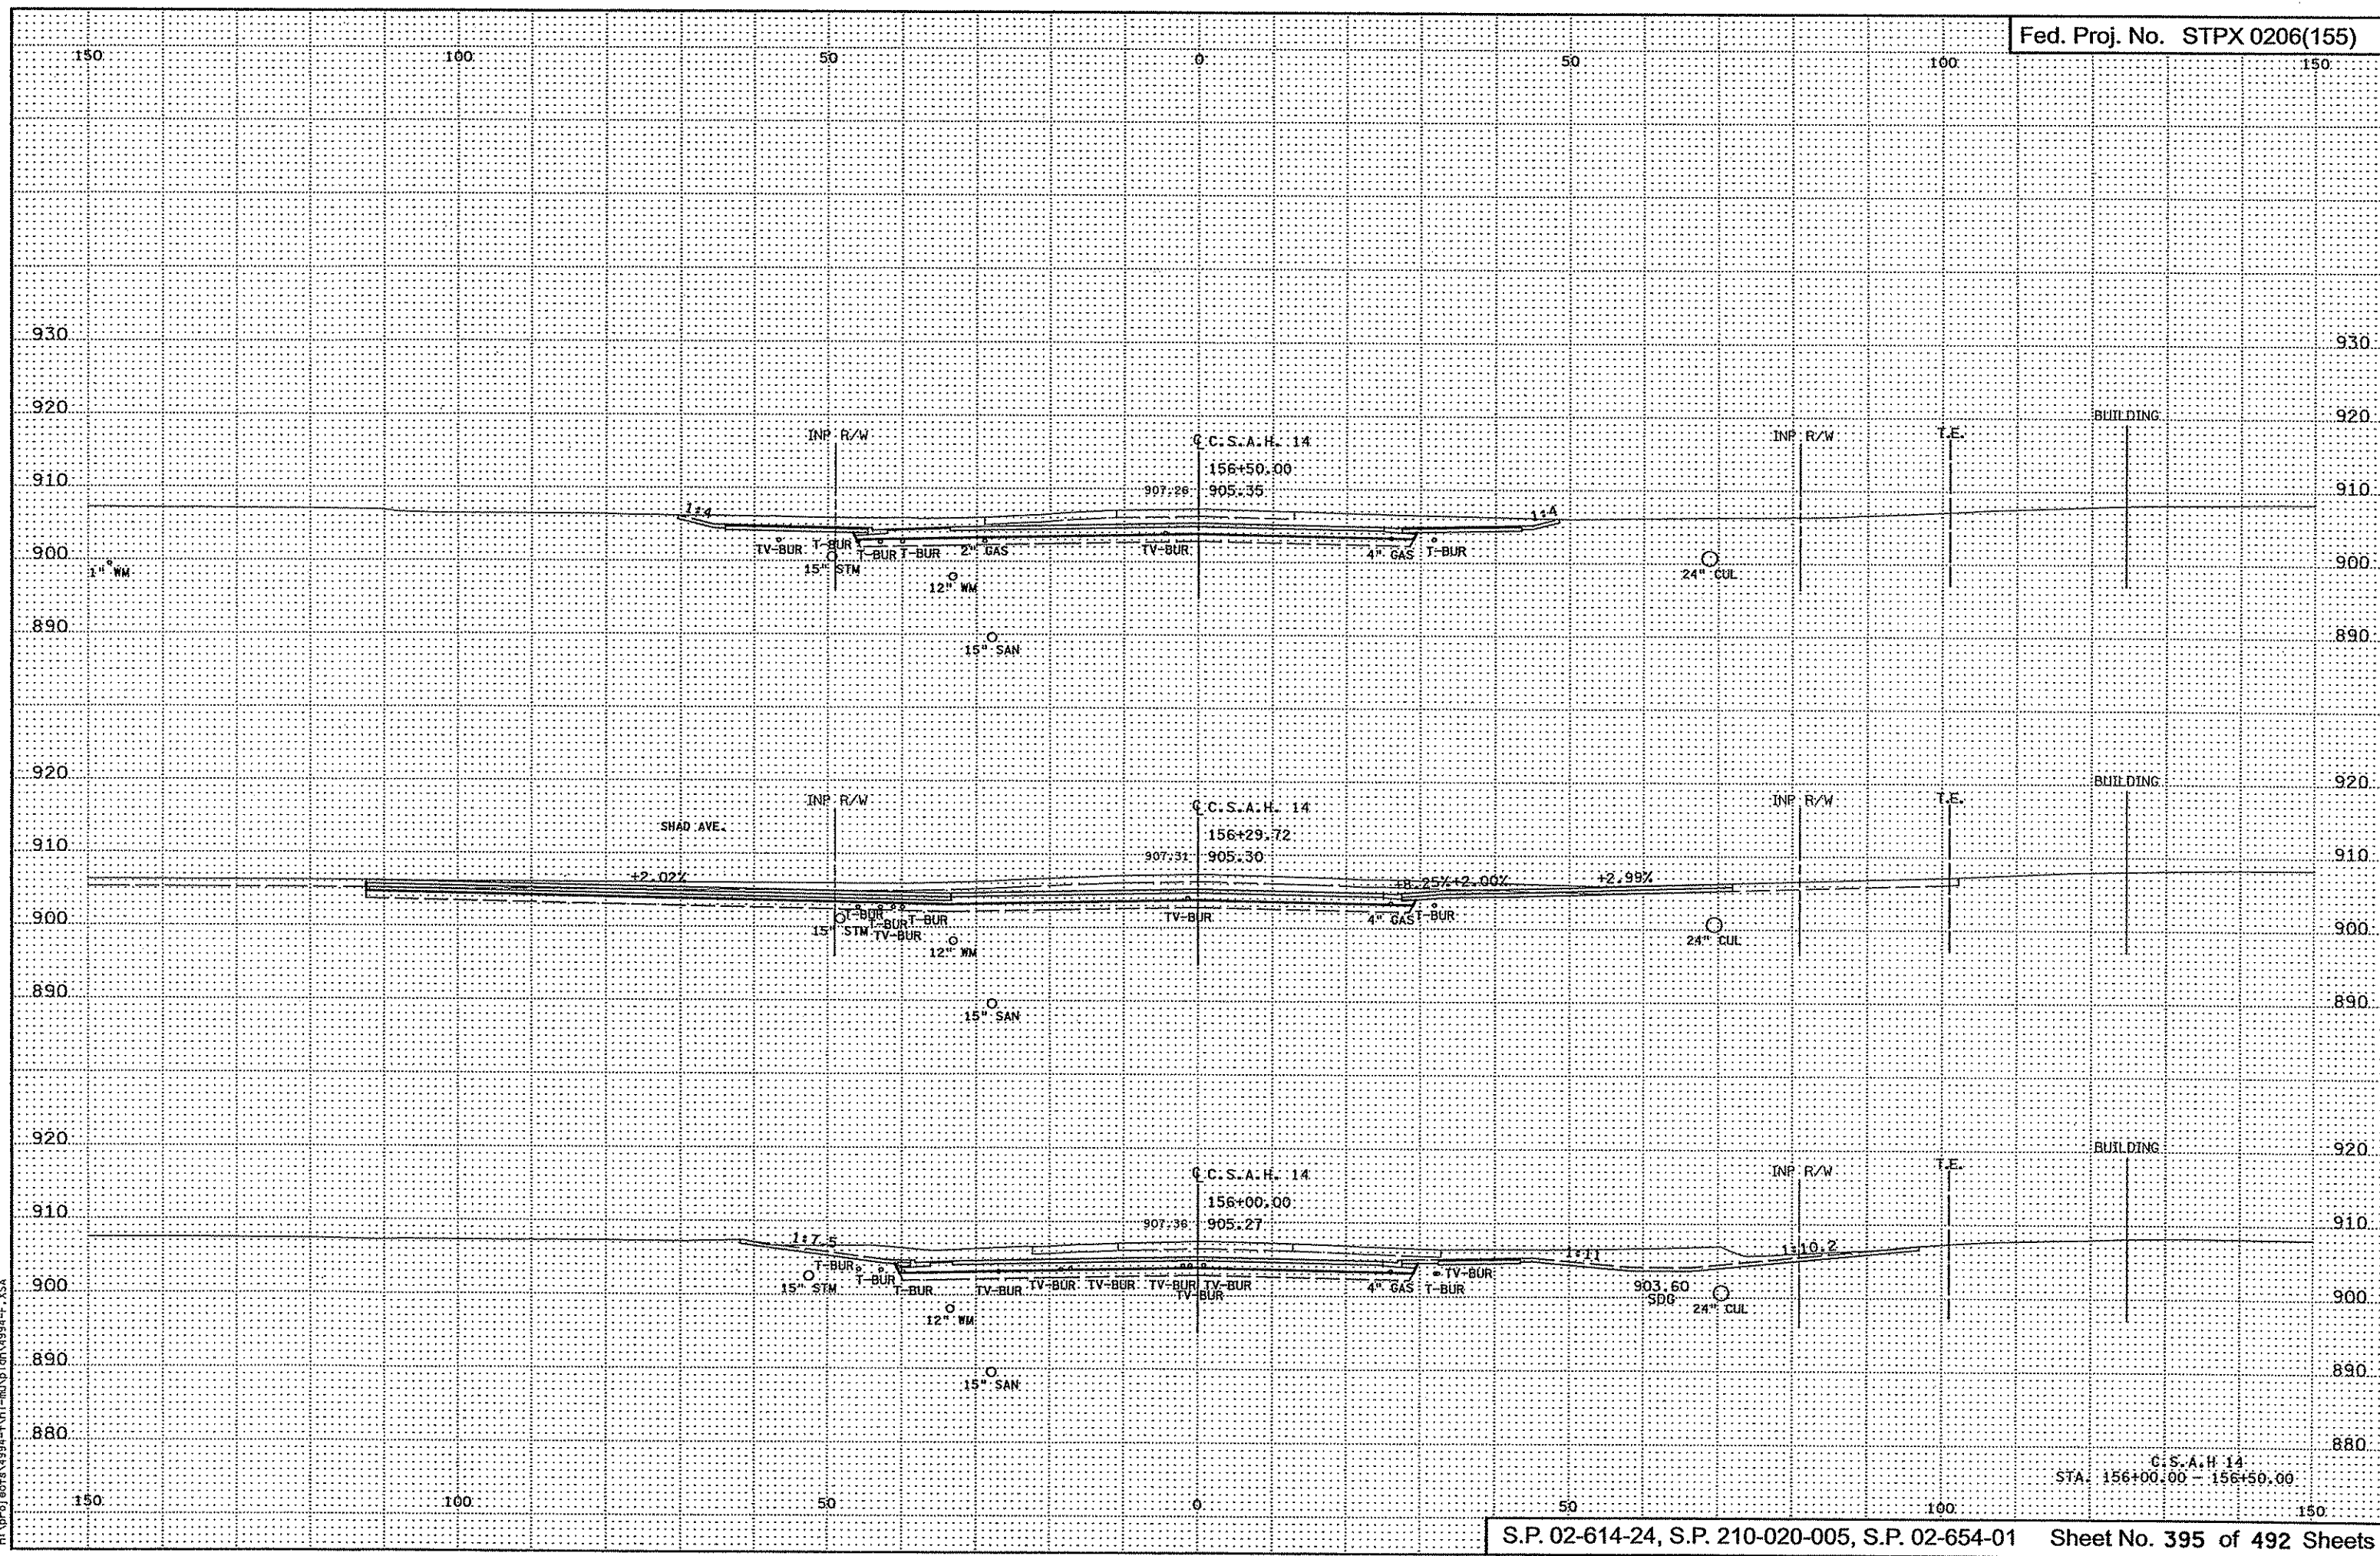 Fed. Proj. No. STPX 0206(155)
150 100 50 0 50 100 150
930 930
920 920
BUILDING
INP R/W
℄ C.S.A.H. 14
INP R/W
T.E.
156+50.00
910 910
907.26 905.35
1:4
1:4
900 900
TV-BUR
T-BUR
T-BUR
T-BUR
2" GAS
TV-BUR
4" GAS
T-BUR
1" WM
15" STM
24" CUL
12" WM
890 890
15" SAN
920 920
BUILDING
INP R/W
℄ C.S.A.H. 14
INP R/W
T.E.
SHAD AVE.
156+29.72
910 910
907.31 905.30
+2.02%
+8.25% +2.00%
+2.99%
900 900
T-BUR
T-BUR
T-BUR
TV-BUR
4" GAS
T-BUR
15" STM
TV-BUR
24" CUL
12" WM
890 890
15" SAN
920 920
BUILDING
℄ C.S.A.H. 14
INP R/W
T.E.
156+00.00
910 910
907.36 905.27
1:7.5
1:11
1:10.2
T-BUR
T-BUR
TV-BUR
900 900
15" STM
T-BUR
TV-BUR
TV-BUR
TV-BUR
TV-BUR
TV-BUR
TV-BUR
4" GAS
T-BUR
903.60
SDG
24" CUL
12" WM
890 890
15" SAN
880 880
C.S.A.H 14
STA. 156+00.00 - 156+50.00
150 100 50 0 50 100 150
S.P. 02-614-24, S.P. 210-020-005, S.P. 02-654-01 Sheet No. 395 of 492 Sheets